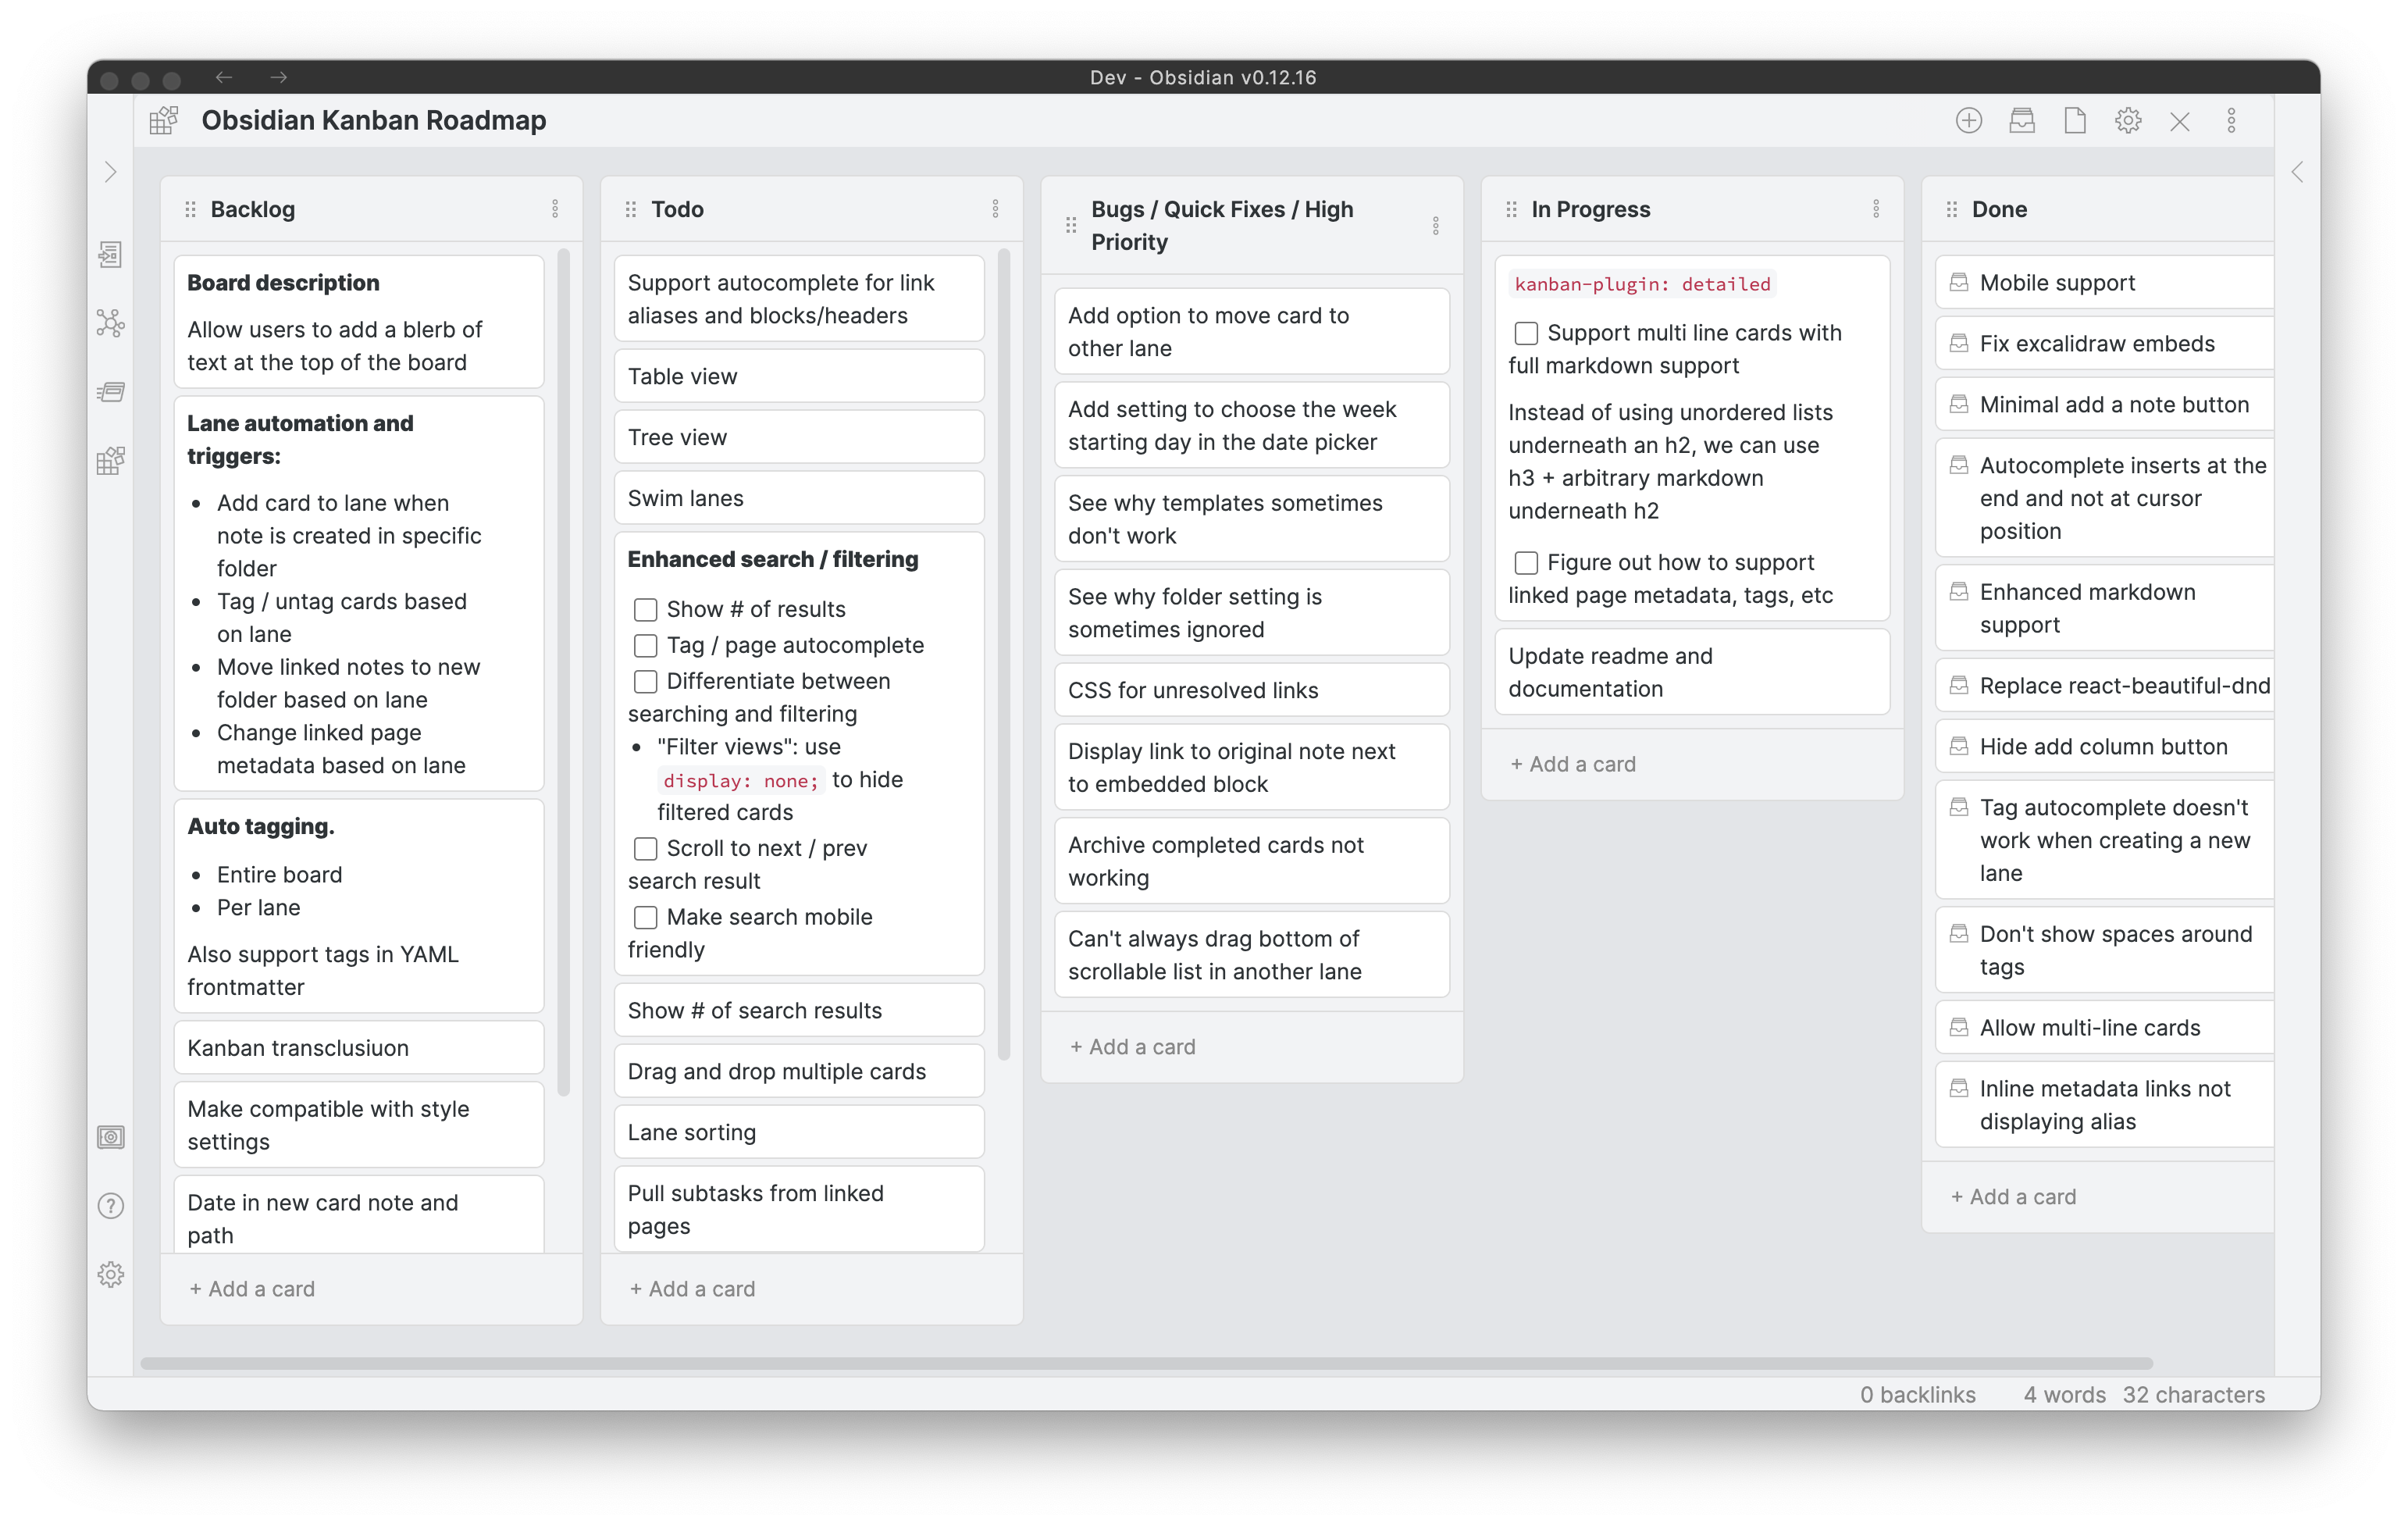 Dev - Obsidian v0.12.16
Obsidian Kanban Roadmap
Backlog
Board description
Allow users to add a blerb of
text at the top of the board
Lane automation and
triggers:
• Add card to lane when
note is created in specific
folder
• Tag / untag cards based
on lane
• Move linked notes to new
folder based on lane
• Change linked page
metadata based on lane
Auto tagging.
• Entire board
• Per lane
Also support tags in YAML
frontmatter
Kanban transclusiuon
Make compatible with style
settings
Date in new card note and
path
+ Add a card
Todo
Support autocomplete for link
aliases and blocks/headers
Table view
Tree view
Swim lanes
Enhanced search / filtering
Show # of results
Tag / page autocomplete
Differentiate between
searching and filtering
• "Filter views": use
display: none; to hide
filtered cards
Scroll to next / prev
search result
Make search mobile
friendly
Show # of search results
Drag and drop multiple cards
Lane sorting
Pull subtasks from linked
pages
+ Add a card
Bugs / Quick Fixes / High
Priority
Add option to move card to
other lane
Add setting to choose the week
starting day in the date picker
See why templates sometimes
don't work
See why folder setting is
sometimes ignored
CSS for unresolved links
Display link to original note next
to embedded block
Archive completed cards not
working
Can't always drag bottom of
scrollable list in another lane
+ Add a card
In Progress
kanban-plugin: detailed
Support multi line cards with
full markdown support
Instead of using unordered lists
underneath an h2, we can use
h3 + arbitrary markdown
underneath h2
Figure out how to support
linked page metadata, tags, etc
Update readme and
documentation
+ Add a card
Done
Mobile support
Fix excalidraw embeds
Minimal add a note button
Autocomplete inserts at the
end and not at cursor
position
Enhanced markdown
support
Replace react-beautiful-dnd
Hide add column button
Tag autocomplete doesn't
work when creating a new
lane
Don't show spaces around
tags
Allow multi-line cards
Inline metadata links not
displaying alias
+ Add a card
0 backlinks 4 words 32 characters